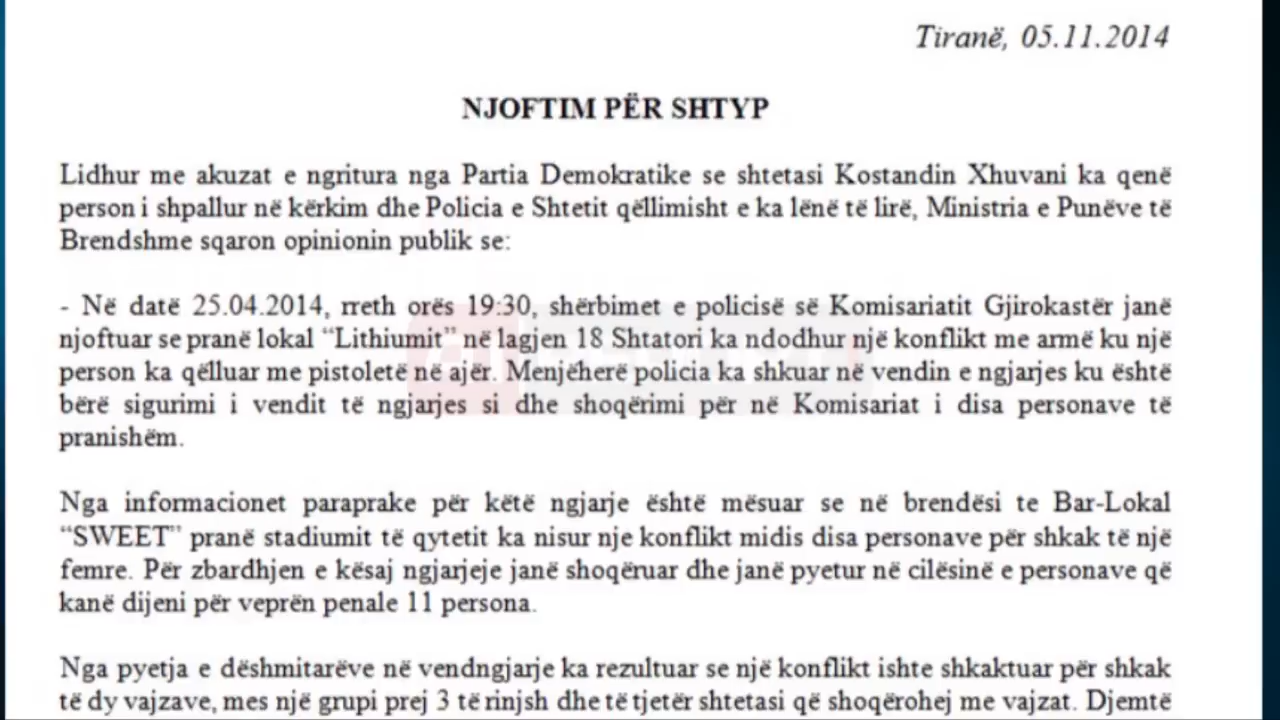 Tiranë, 05.11.2014
NJOFTIM PËR SHTYP
Lidhur me akuzat e ngritura nga Partia Demokratike se shtetasi Kostandin Xhuvani ka qenë
person i shpallur në kërkim dhe Policia e Shtetit qëllimisht e ka lënë të lirë, Ministria e Punëve të
Brendshme sqaron opinionin publik se:
- Në datë 25.04.2014, rreth orës 19:30, shërbimet e policisë së Komisariatit Gjirokastër janë
njoftuar se pranë lokal “Lithiumit” në lagjen 18 Shtatori ka ndodhur një konflikt me armë ku një
person ka qëlluar me pistoletë në ajër. Menjëherë policia ka shkuar në vendin e ngjarjes ku është
bërë sigurimi i vendit të ngjarjes si dhe shoqërimi për në Komisariat i disa personave të
pranishëm.
Nga informacionet paraprake për këtë ngjarje është mësuar se në brendësi te Bar-Lokal
“SWEET” pranë stadiumit të qytetit ka nisur nje konflikt midis disa personave për shkak të një
femre. Për zbardhjen e kësaj ngjarjeje janë shoqëruar dhe janë pyetur në cilësinë e personave që
kanë dijeni për veprën penale 11 persona.
Nga pyetja e dëshmitarëve në vendngjarje ka rezultuar se një konflikt ishte shkaktuar për shkak
të dy vajzave, mes një grupi prej 3 të rinjsh dhe të tjetër shtetasi që shoqërohej me vajzat. Djemtë